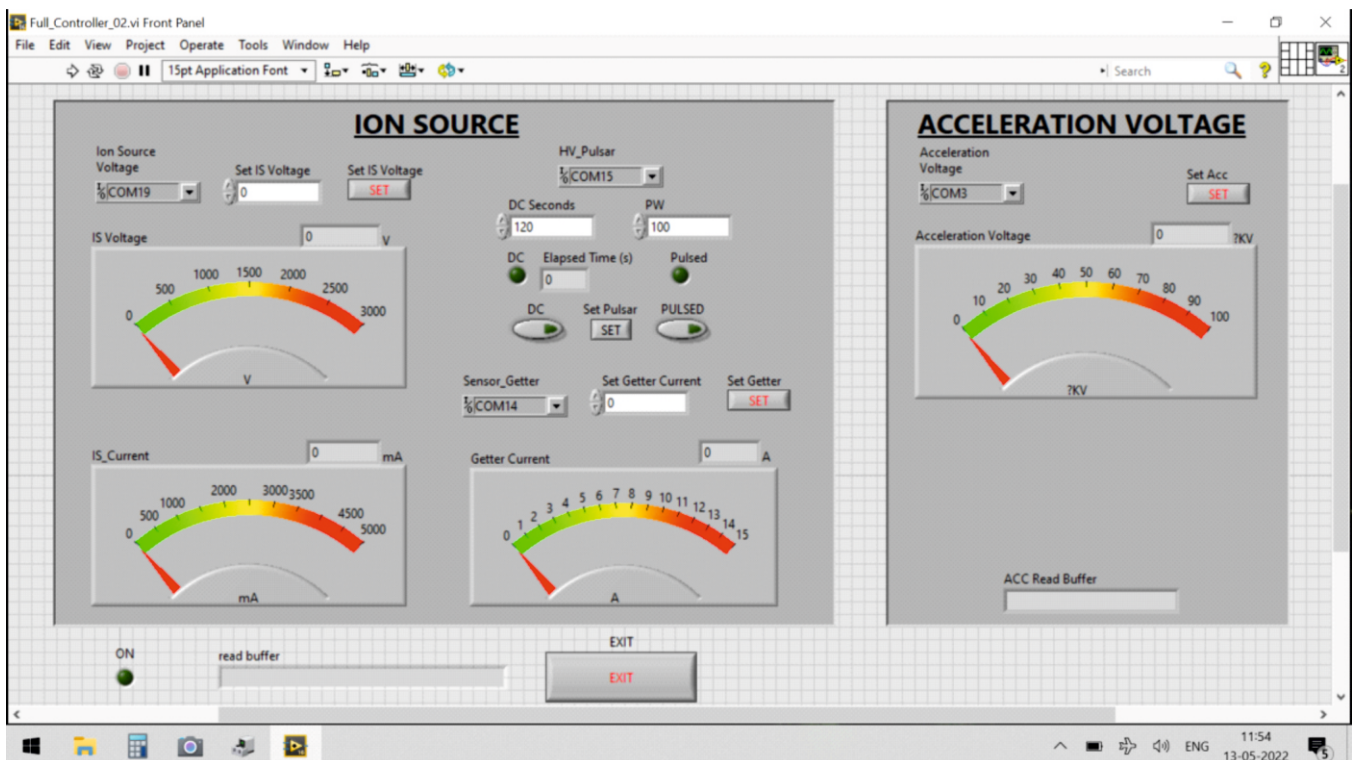 Full_Controller_02.vi Front Panel
File Edit View Project Operate Tools Window Help
15pt Application Font
Search
2
ION SOURCE
Ion Source
Voltage
COM19
Set IS Voltage
0
Set IS Voltage
SET
HV_Pulsar
COM15
DC Seconds
120
PW
100
DC
Elapsed Time (s)
0
Pulsed
DC
Set Pulsar
SET
PULSED
IS Voltage
0
V
0 500 1000 1500 2000 2500 3000
V
Sensor_Getter
COM14
Set Getter Current
0
Set Getter
SET
IS_Current
0
mA
0 500 1000 2000 3000 3500 4500 5000
mA
Getter Current
0
A
0 1 2 3 4 5 6 7 8 9 10 11 12 13 14 15
A
ACCELERATION VOLTAGE
Acceleration
Voltage
COM3
Set Acc
SET
Acceleration Voltage
0
?KV
0 10 20 30 40 50 60 70 80 90 100
?KV
ACC Read Buffer
ON
read buffer
EXIT
EXIT
ENG
11:54
13-05-2022
5